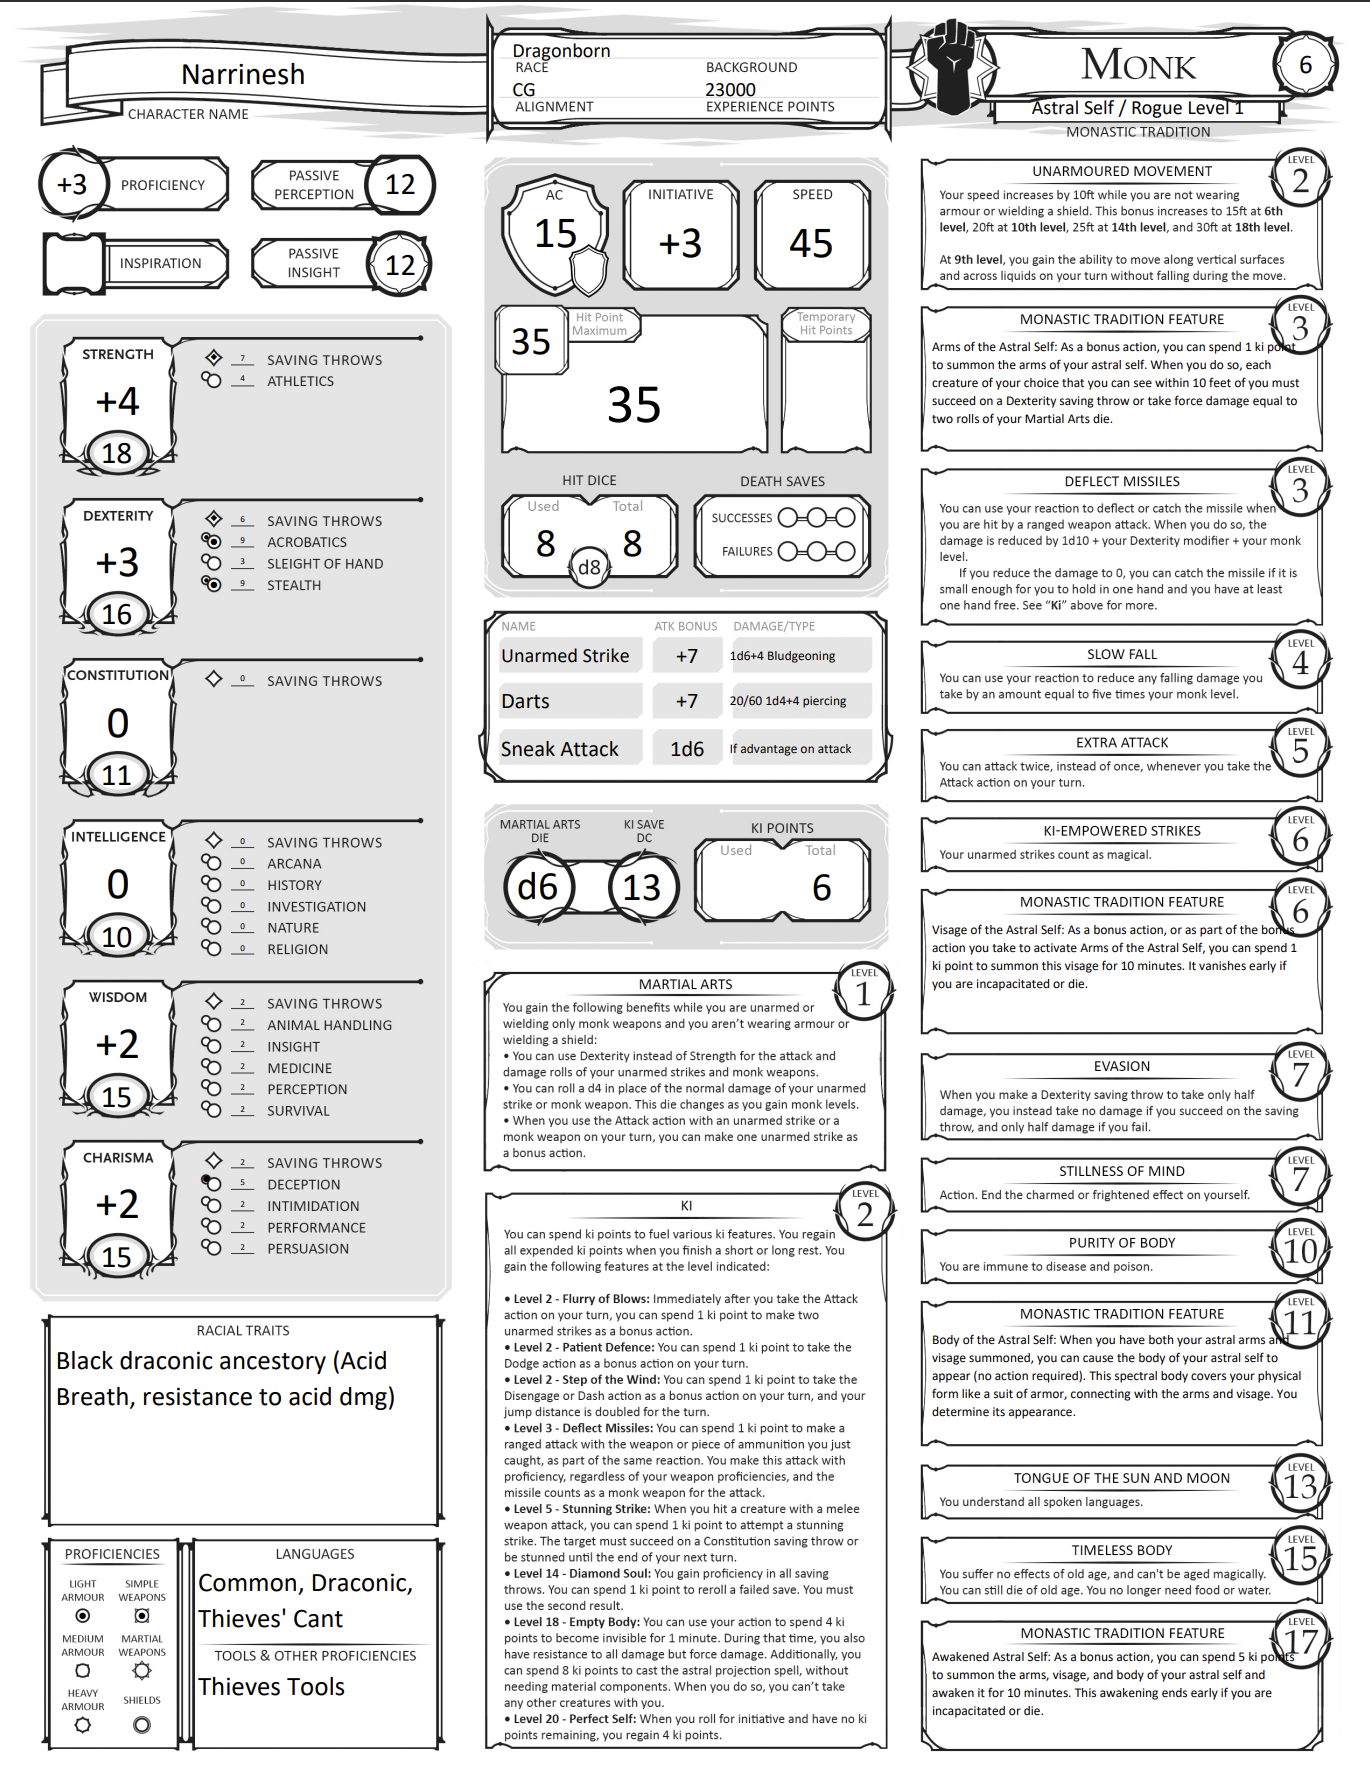 Narrinesh
CHARACTER NAME
Dragonborn
RACE
BACKGROUND
CG
23000
ALIGNMENT
EXPERIENCE POINTS
MONK
6
Astral Self / Rogue Level 1
MONASTIC TRADITION
+3
PROFICIENCY
PASSIVE
PERCEPTION
12
INSPIRATION
PASSIVE
INSIGHT
12
STRENGTH
+4
18
7 SAVING THROWS
4 ATHLETICS
DEXTERITY
+3
16
6 SAVING THROWS
9 ACROBATICS
3 SLEIGHT OF HAND
9 STEALTH
CONSTITUTION
0
11
0 SAVING THROWS
INTELLIGENCE
0
10
0 SAVING THROWS
0 ARCANA
0 HISTORY
0 INVESTIGATION
0 NATURE
0 RELIGION
WISDOM
+2
15
2 SAVING THROWS
2 ANIMAL HANDLING
2 INSIGHT
2 MEDICINE
2 PERCEPTION
2 SURVIVAL
CHARISMA
+2
15
2 SAVING THROWS
5 DECEPTION
2 INTIMIDATION
2 PERFORMANCE
2 PERSUASION
RACIAL TRAITS
Black draconic ancestory (Acid
Breath, resistance to acid dmg)
PROFICIENCIES
LIGHT
ARMOUR
SIMPLE
WEAPONS
MEDIUM
ARMOUR
MARTIAL
WEAPONS
HEAVY
ARMOUR
SHIELDS
LANGUAGES
Common, Draconic,
Thieves' Cant
TOOLS & OTHER PROFICIENCIES
Thieves Tools
AC
15
INITIATIVE
+3
SPEED
45
35
Hit Point
Maximum
35
Temporary
Hit Points
HIT DICE
Used
Total
8
8
d8
DEATH SAVES
SUCCESSES
FAILURES
NAME ATK BONUS DAMAGE/TYPE
Unarmed Strike +7 1d6+4 Bludgeoning
Darts +7 20/60 1d4+4 piercing
Sneak Attack 1d6 If advantage on attack
MARTIAL ARTS
DIE
d6
KI SAVE
DC
13
KI POINTS
Used
Total
6
LEVEL
1
MARTIAL ARTS
You gain the following benefits while you are unarmed or
wielding only monk weapons and you aren't wearing armour or
wielding a shield:
• You can use Dexterity instead of Strength for the attack and
damage rolls of your unarmed strikes and monk weapons.
• You can roll a d4 in place of the normal damage of your unarmed
strike or monk weapon. This die changes as you gain monk levels.
• When you use the Attack action with an unarmed strike or a
monk weapon on your turn, you can make one unarmed strike as
a bonus action.
LEVEL
2
KI
You can spend ki points to fuel various ki features. You regain
all expended ki points when you finish a short or long rest. You
gain the following features at the level indicated:
• Level 2 - Flurry of Blows: Immediately after you take the Attack
action on your turn, you can spend 1 ki point to make two
unarmed strikes as a bonus action.
• Level 2 - Patient Defence: You can spend 1 ki point to take the
Dodge action as a bonus action on your turn.
• Level 2 - Step of the Wind: You can spend 1 ki point to take the
Disengage or Dash action as a bonus action on your turn, and your
jump distance is doubled for the turn.
• Level 3 - Deflect Missiles: You can spend 1 ki point to make a
ranged attack with the weapon or piece of ammunition you just
caught, as part of the same reaction. You make this attack with
proficiency, regardless of your weapon proficiencies, and the
missile counts as a monk weapon for the attack.
• Level 5 - Stunning Strike: When you hit a creature with a melee
weapon attack, you can spend 1 ki point to attempt a stunning
strike. The target must succeed on a Constitution saving throw or
be stunned until the end of your next turn.
• Level 14 - Diamond Soul: You gain proficiency in all saving
throws. You can spend 1 ki point to reroll a failed save. You must
use the second result.
• Level 18 - Empty Body: You can use your action to spend 4 ki
points to become invisible for 1 minute. During that time, you also
have resistance to all damage but force damage. Additionally, you
can spend 8 ki points to cast the astral projection spell, without
needing material components. When you do so, you can't take
any other creatures with you.
• Level 20 - Perfect Self: When you roll for initiative and have no ki
points remaining, you regain 4 ki points.
LEVEL
2
UNARMOURED MOVEMENT
Your speed increases by 10ft while you are not wearing
armour or wielding a shield. This bonus increases to 15ft at 6th
level, 20ft at 10th level, 25ft at 14th level, and 30ft at 18th level.
At 9th level, you gain the ability to move along vertical surfaces
and across liquids on your turn without falling during the move.
LEVEL
3
MONASTIC TRADITION FEATURE
Arms of the Astral Self: As a bonus action, you can spend 1 ki point
to summon the arms of your astral self. When you do so, each
creature of your choice that you can see within 10 feet of you must
succeed on a Dexterity saving throw or take force damage equal to
two rolls of your Martial Arts die.
LEVEL
3
DEFLECT MISSILES
You can use your reaction to deflect or catch the missile when
you are hit by a ranged weapon attack. When you do so, the
damage is reduced by 1d10 + your Dexterity modifier + your monk
level.
If you reduce the damage to 0, you can catch the missile if it is
small enough for you to hold in one hand and you have at least
one hand free. See "Ki" above for more.
LEVEL
4
SLOW FALL
You can use your reaction to reduce any falling damage you
take by an amount equal to five times your monk level.
LEVEL
5
EXTRA ATTACK
You can attack twice, instead of once, whenever you take the
Attack action on your turn.
LEVEL
6
KI-EMPOWERED STRIKES
Your unarmed strikes count as magical.
LEVEL
6
MONASTIC TRADITION FEATURE
Visage of the Astral Self: As a bonus action, or as part of the bonus
action you take to activate Arms of the Astral Self, you can spend 1
ki point to summon this visage for 10 minutes. It vanishes early if
you are incapacitated or die.
LEVEL
7
EVASION
When you make a Dexterity saving throw to take only half
damage, you instead take no damage if you succeed on the saving
throw, and only half damage if you fail.
LEVEL
7
STILLNESS OF MIND
Action. End the charmed or frightened effect on yourself.
LEVEL
10
PURITY OF BODY
You are immune to disease and poison.
LEVEL
11
MONASTIC TRADITION FEATURE
Body of the Astral Self: When you have both your astral arms and
visage summoned, you can cause the body of your astral self to
appear (no action required). This spectral body covers your physical
form like a suit of armor, connecting with the arms and visage. You
determine its appearance.
LEVEL
13
TONGUE OF THE SUN AND MOON
You understand all spoken languages.
LEVEL
15
TIMELESS BODY
You suffer no effects of old age, and can't be aged magically.
You can still die of old age. You no longer need food or water.
LEVEL
17
MONASTIC TRADITION FEATURE
Awakened Astral Self: As a bonus action, you can spend 5 ki points
to summon the arms, visage, and body of your astral self and
awaken it for 10 minutes. This awakening ends early if you are
incapacitated or die.